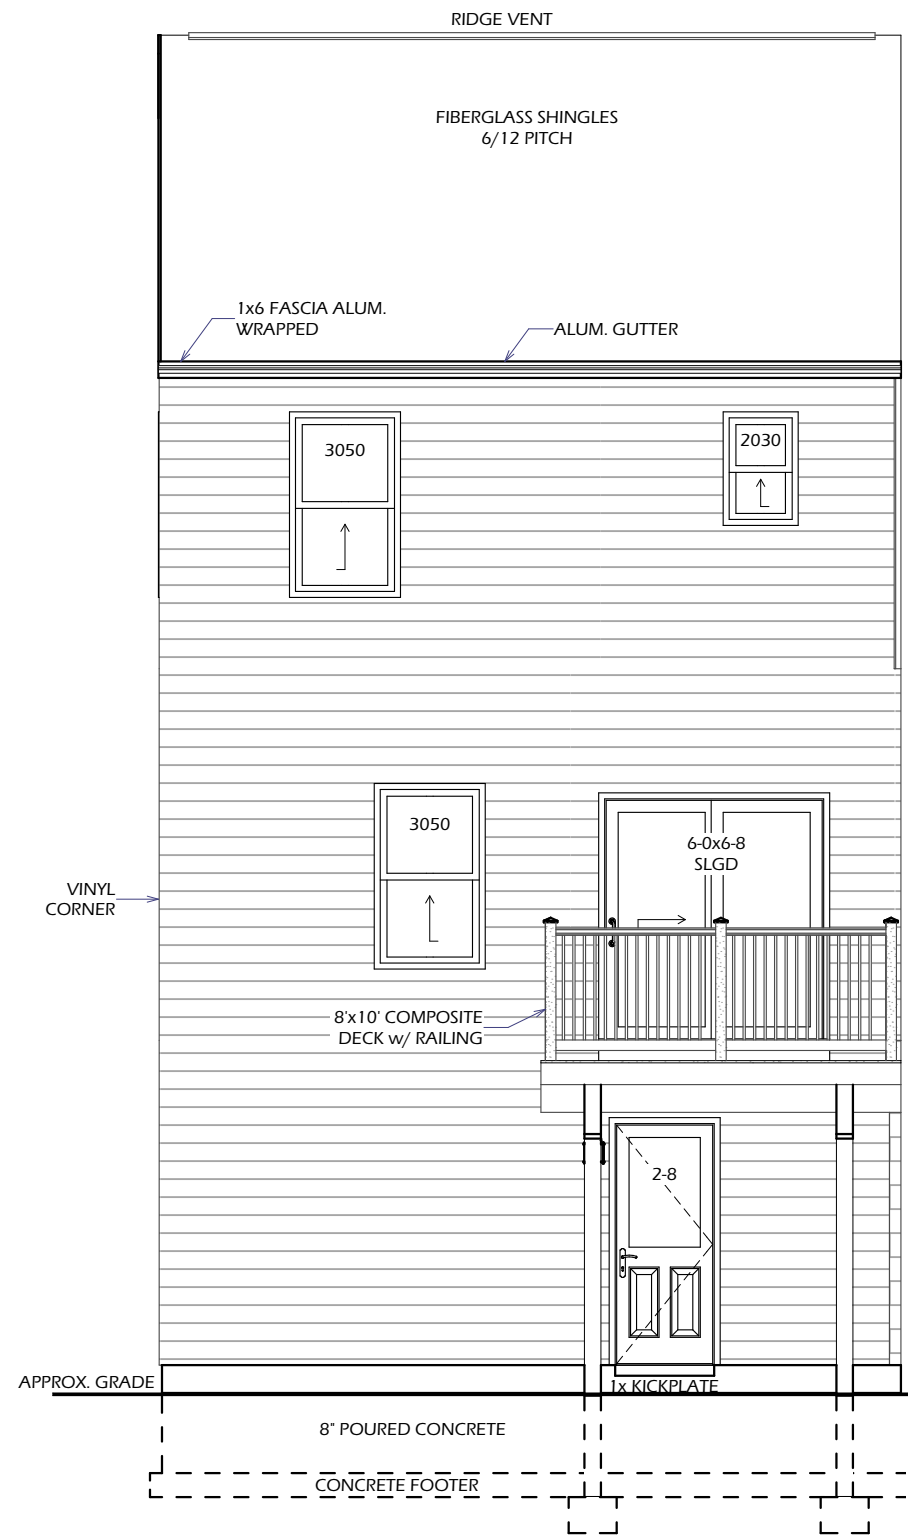 RIDGE VENT
FIBERGLASS SHINGLES
6/12 PITCH
1x6 FASCIA ALUM.
WRAPPED
ALUM. GUTTER
3050
2030
3050
6-0x6-8
SLGD
VINYL
CORNER
8'x10' COMPOSITE
DECK w/ RAILING
2-8
APPROX. GRADE
1x KICKPLATE
8" POURED CONCRETE
CONCRETE FOOTER